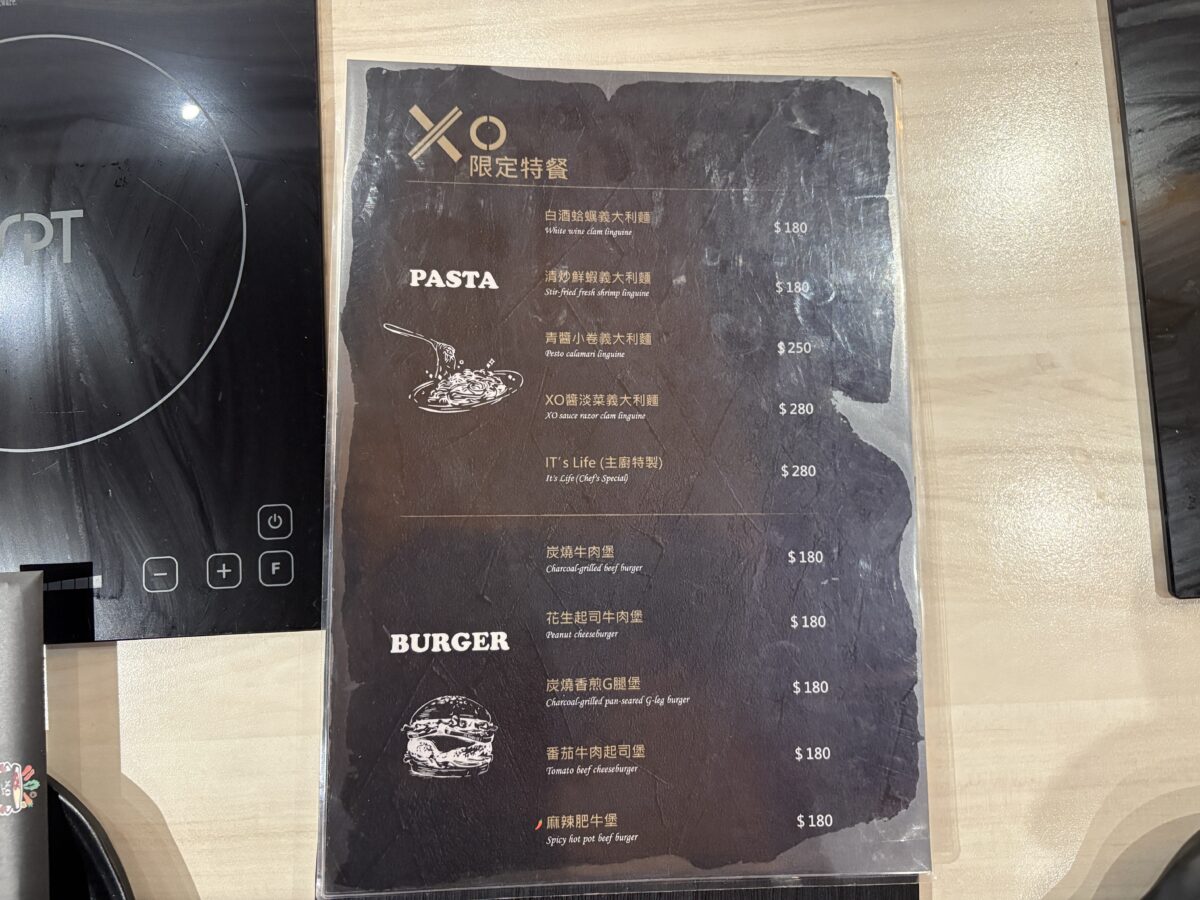 XO
限定特餐
PASTA
白酒蛤蠣義大利麵
White wine clam linguine
$180
清炒鮮蝦義大利麵
Stir-fried fresh shrimp linguine
$180
青醬小卷義大利麵
Pesto calamari linguine
$250
XO醬淡菜義大利麵
XO sauce razor clam linguine
$280
IT's Life (主廚特製)
It's Life (Chef's Special)
$280
BURGER
炭燒牛肉堡
Charcoal-grilled beef burger
$180
花生起司牛肉堡
Peanut cheeseburger
$180
炭燒香煎G腿堡
Charcoal-grilled pan-seared G-leg burger
$180
番茄牛肉起司堡
Tomato beef cheeseburger
$180
麻辣肥牛堡
Spicy hot pot beef burger
$180
F